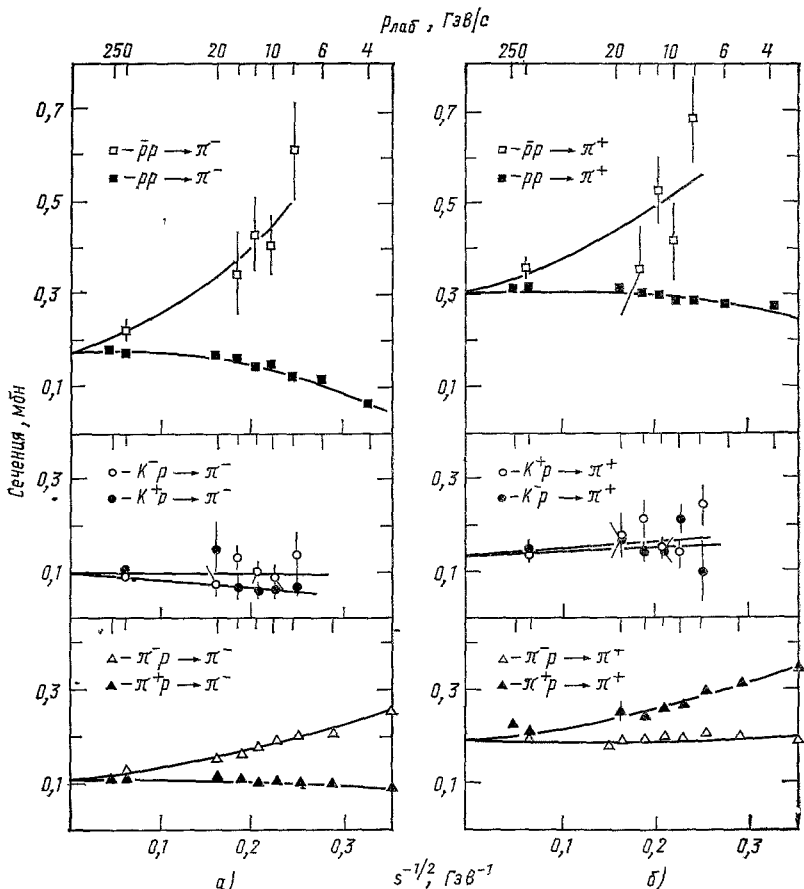 Pлаб , ГэВ/с
250 20 10 6 4
250 20 10 6 4
0,7
0,5
0,3
0,1
□ – p̄p → π⁻
■ – pp → π⁻
0,7
0,5
0,3
0,1
□ – p̄p → π⁺
■ – pp → π⁺
Сечения, мбн
0,3
0,1
○ – K⁻p → π⁻
● – K⁺p → π⁻
0,3
0,1
○ – K⁺p → π⁺
● – K⁻p → π⁺
0,3
0,1
△ – π⁻p → π⁻
▲ – π⁺p → π⁻
0,3
0,1
△ – π⁻p → π⁺
▲ – π⁺p → π⁺
0,1 0,2 0,3
0,1 0,2 0,3
а) s⁻¹/², ГэВ⁻¹ б)